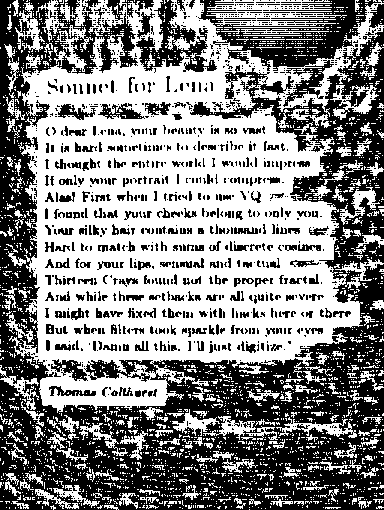 Sonnet for Lena
O dear Lena, your beauty is so vast
It is hard sometimes to describe it fast.
I thought the entire world I would impress
If only your portrait I could compress.
Alas! First when I tried to use VQ
I found that your cheeks belong to only you.
Your silky hair contains a thousand lines
Hard to match with sums of discrete cosines.
And for your lips, sensual and tactual
Thirteen Crays found not the proper fractal.
And while these setbacks are all quite severe
I might have fixed them with hacks here or there
But when filters took sparkle from your eyes
I said, 'Damn all this. I'll just digitize.'
Thomas Colthurst